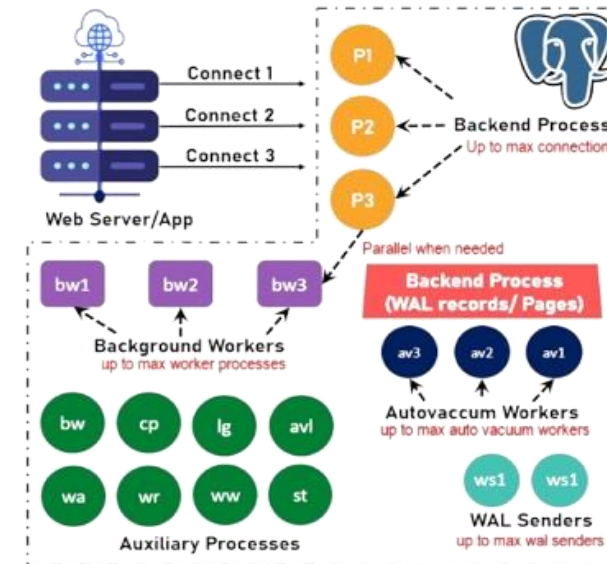 Connect 1
Connect 2
Connect 3
Web Server/App
P1
P2
P3
Backend Process
Up to max connection
Parallel when needed
bw1
bw2
bw3
Background Workers
up to max worker processes
Backend Process
(WAL records/ Pages)
av3
av2
av1
Autovaccum Workers
up to max auto vacuum workers
bw
cp
lg
avl
wa
wr
ww
st
Auxiliary Processes
ws1
ws1
WAL Senders
up to max wal senders